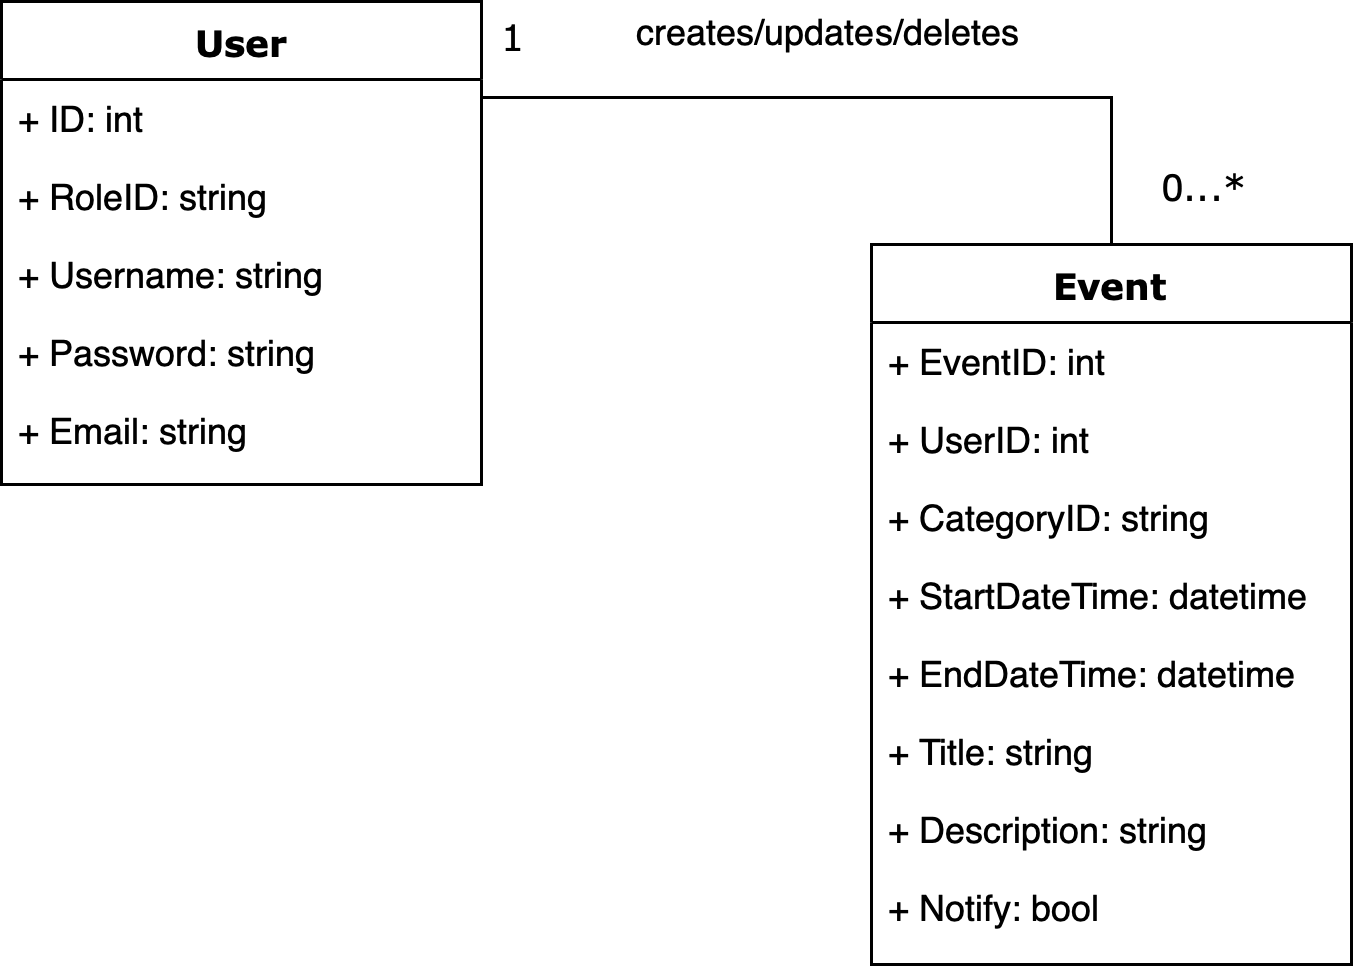 User
+ ID: int
+ RoleID: string
+ Username: string
+ Password: string
+ Email: string
1
creates/updates/deletes
0...*
Event
+ EventID: int
+ UserID: int
+ CategoryID: string
+ StartDateTime: datetime
+ EndDateTime: datetime
+ Title: string
+ Description: string
+ Notify: bool